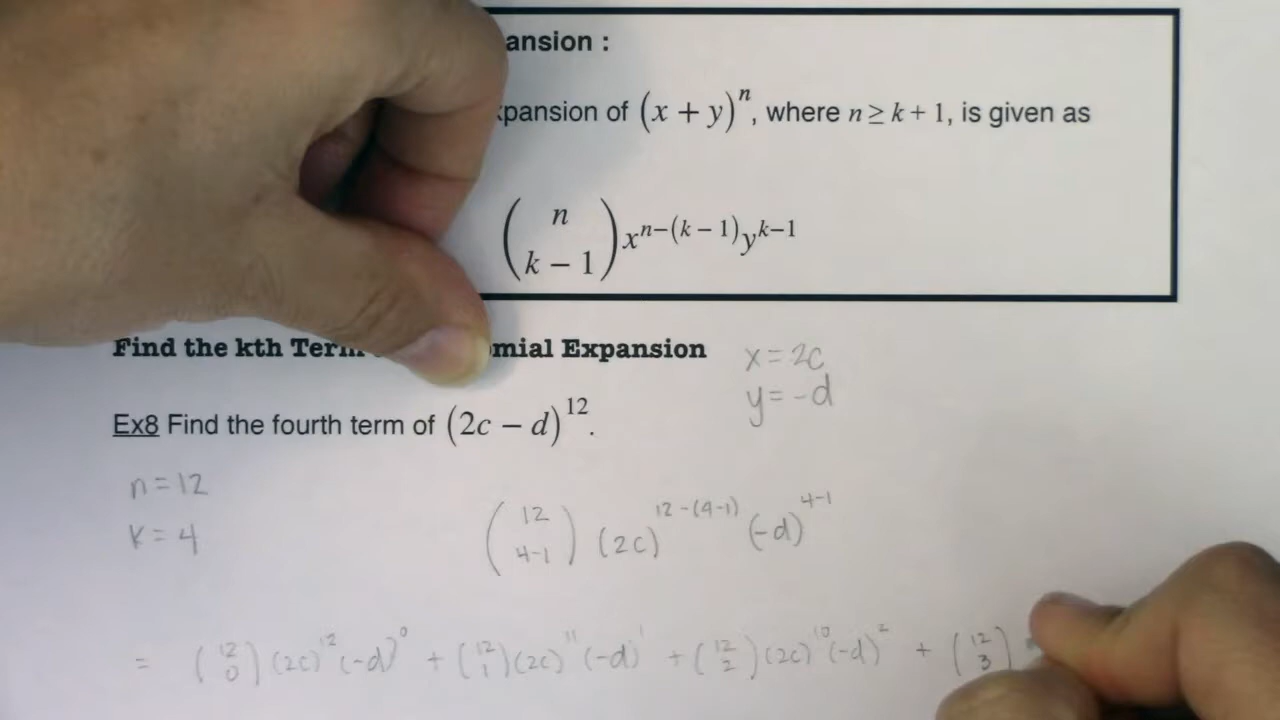 ansion :
xpansion of (x + y)^n, where n ≥ k + 1, is given as
(n / k − 1) x^{n−(k − 1)} y^{k−1}
Find the kth Term mial Expansion
x = 2c
y = -d
Ex8 Find the fourth term of (2c − d)^12.
n = 12
k = 4
(12 / 4-1) (2c)^{12-(4-1)} (-d)^{4-1}
= (12 / 0)(2c)^12(-d)^0 + (12 / 1)(2c)^11(-d)^1 + (12 / 2)(2c)^10(-d)^2 + (12 / 3)